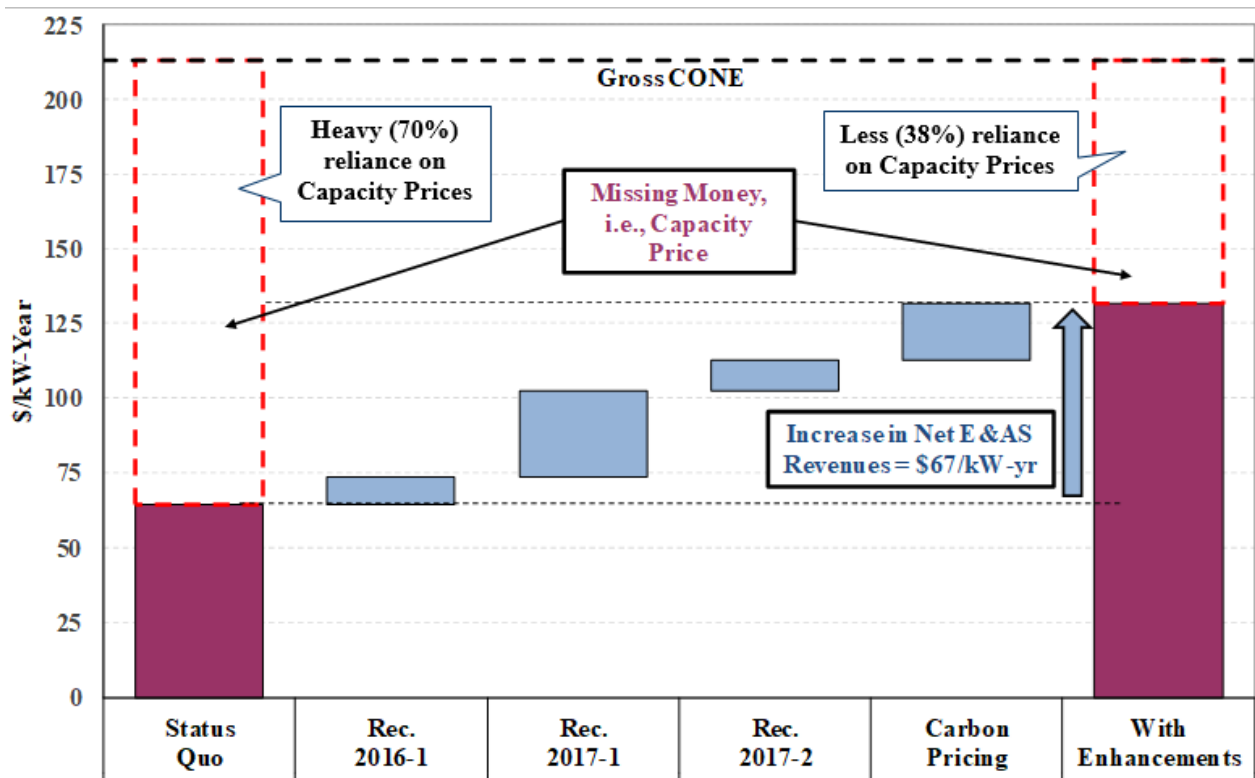 225
200
175
150
125
100
75
50
25
0
$/kW-Year
Gross CONE
Heavy (70%)
reliance on
Capacity Prices
Less (38%) reliance
on Capacity Prices
Missing Money,
i.e., Capacity
Price
Increase in Net E&AS
Revenues = $67/kW-yr
Status
Quo
Rec.
2016-1
Rec.
2017-1
Rec.
2017-2
Carbon
Pricing
With
Enhancements